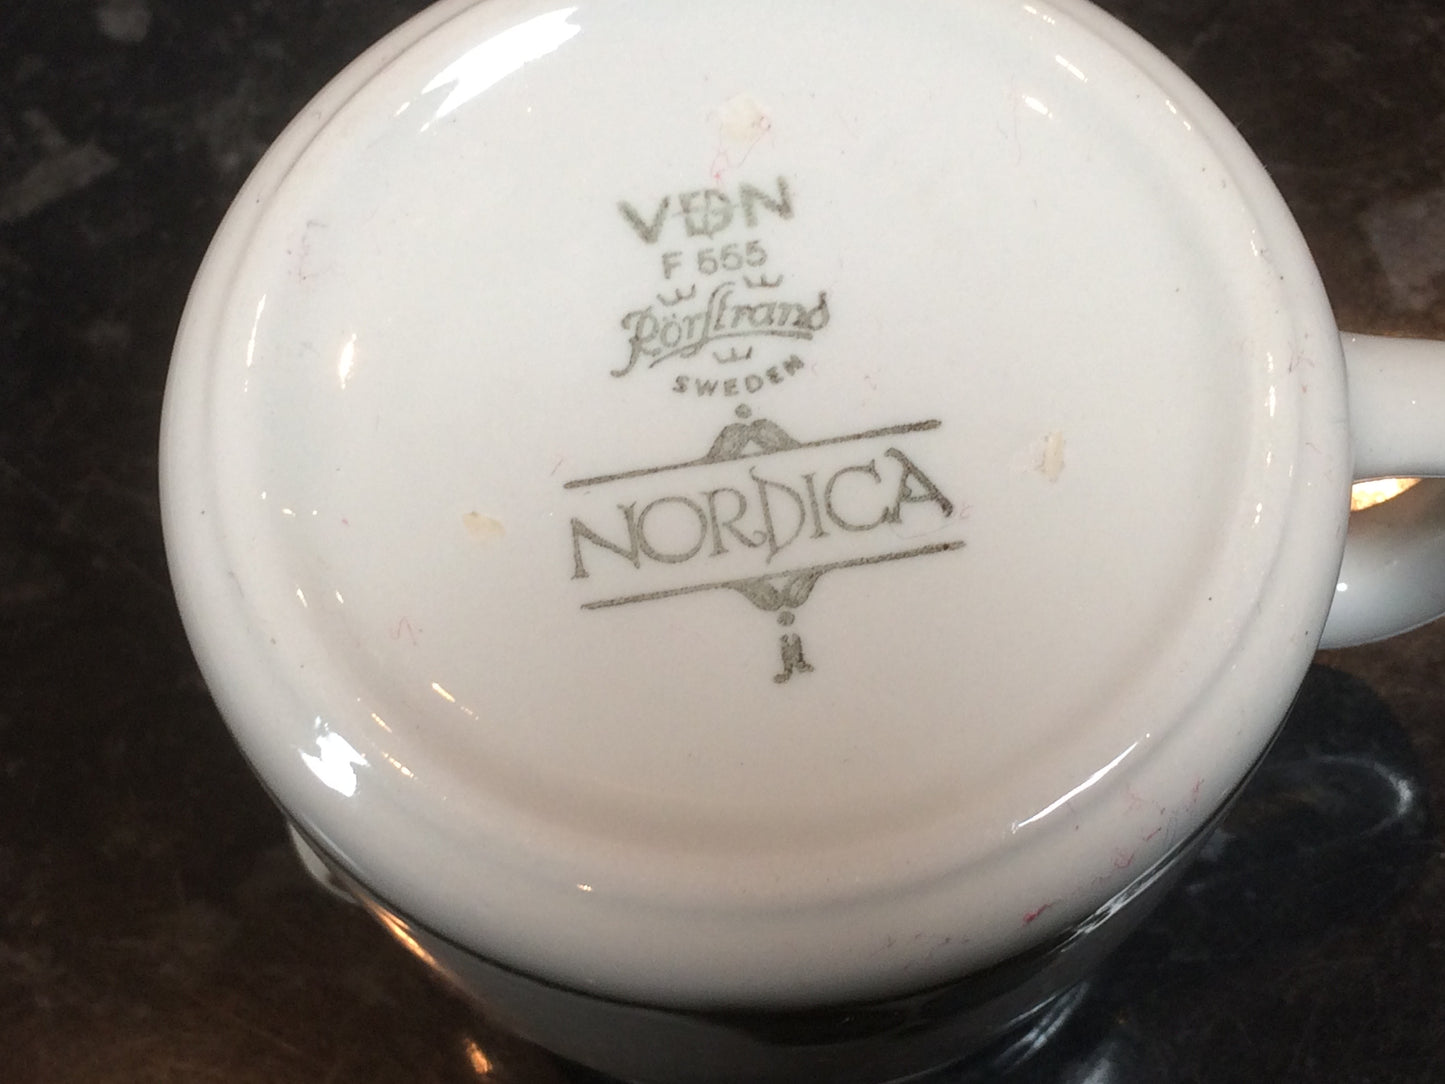 VDN
F 555
Rörstrand
SWEDEN
NORDICA